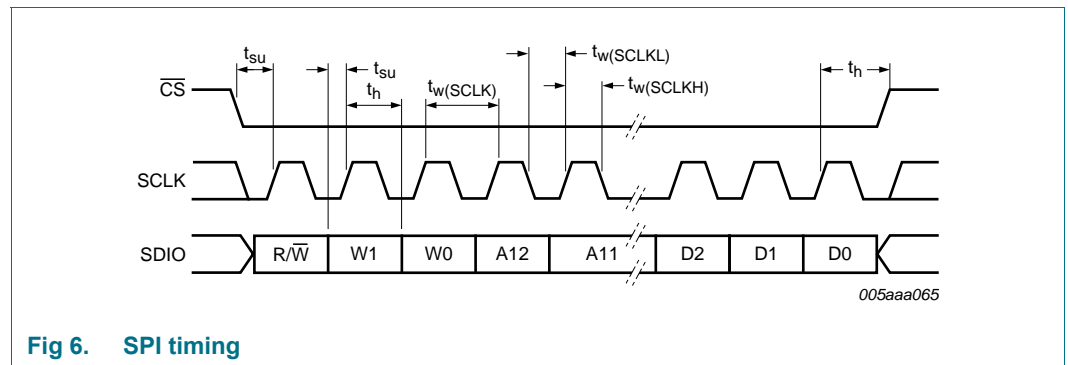 tsu
tsu
th
tw(SCLK)
tw(SCLKL)
tw(SCLKH)
th
CS
SCLK
SDIO R/W W1 W0 A12 A11 D2 D1 D0
005aaa065
Fig 6. SPI timing